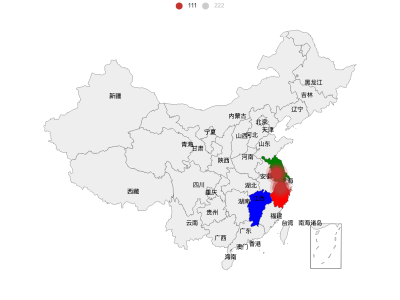 111 222
黑龙江
吉林
新疆
辽宁
内蒙古
北京
天津
宁夏
山西
河北
山东
青海
甘肃
河南
陕西
安
海
西藏
四川
重庆
湖北
湖南
贵州
福建
云南
台湾
南海诸岛
广东
广西
香港
澳门
海南